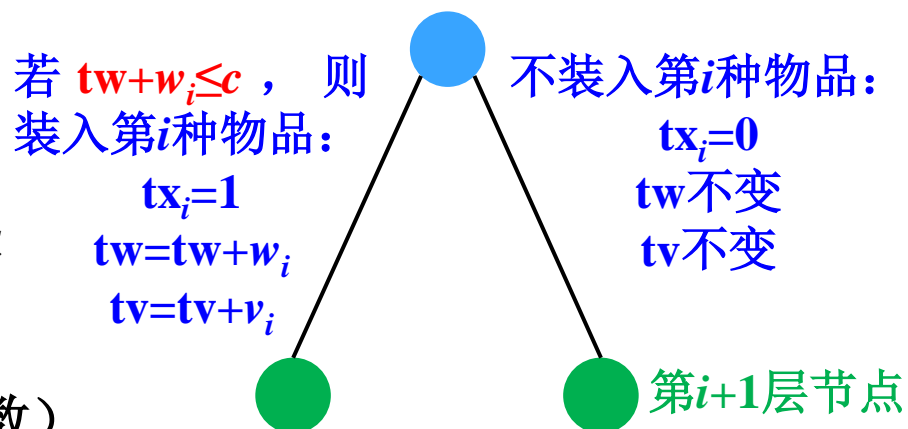 若 tw+wᵢ≤c ， 则
装入第i种物品：
txᵢ=1
tw=tw+wᵢ
tv=tv+vᵢ
不装入第i种物品：
txᵢ=0
tw不变
tv不变
第i+1层节点
数）